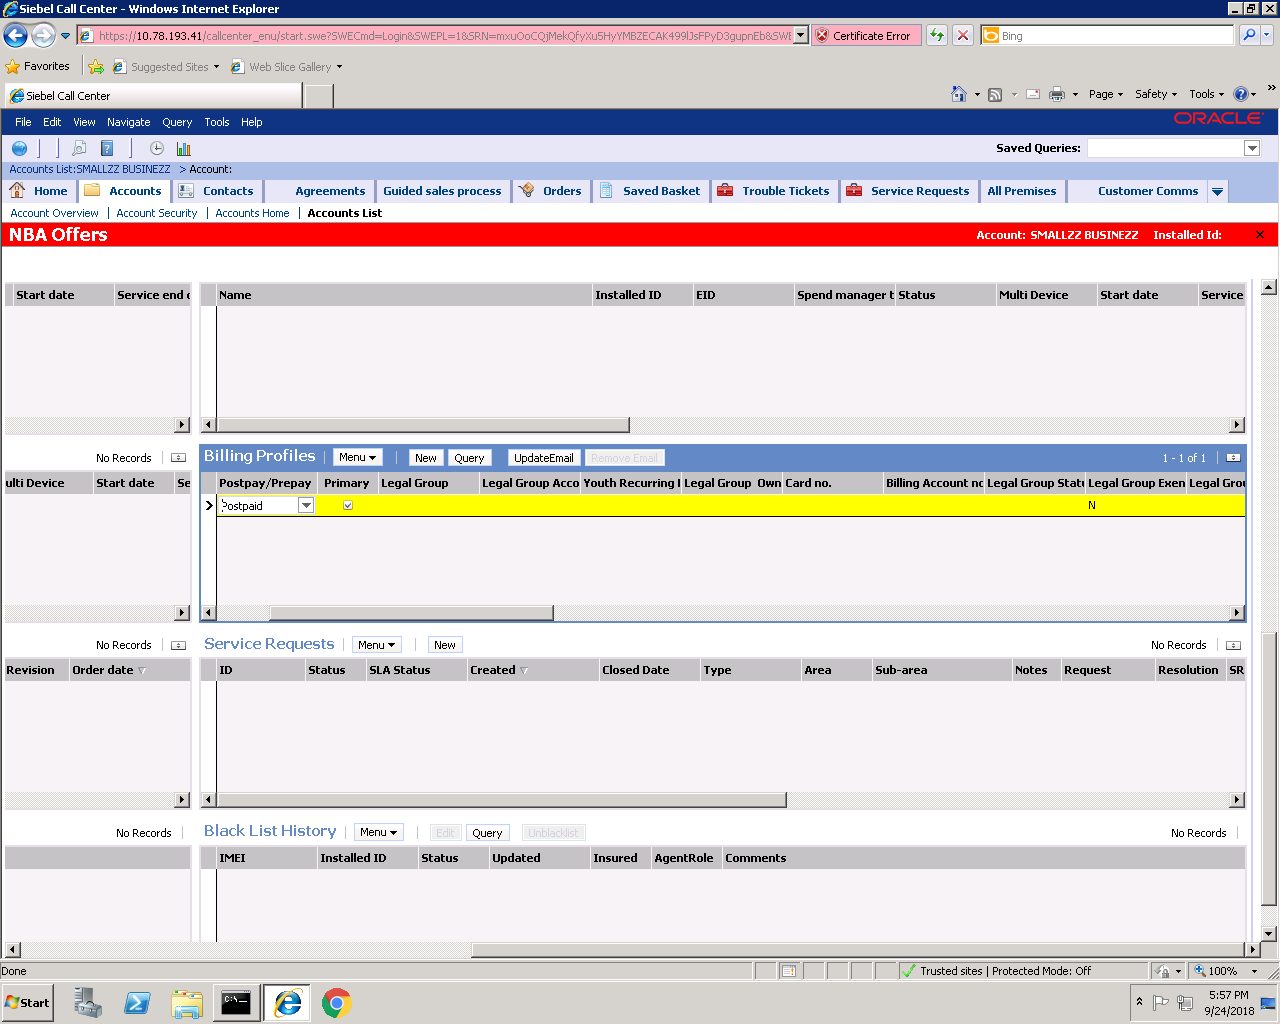 Siebel Call Center - Windows Internet Explorer
https://10.78.193.41/callcenter_enu/start.swe?SWECmd=Login&SWEPL=1&SRN=
Certificate Error
Bing
Favorites
Suggested Sites
Web Slice Gallery
Siebel Call Center
Page
Safety
Tools
File Edit View Navigate Query Tools Help
ORACLE
Saved Queries:
Accounts List:SMALLZZ BUSINEZZ > Account:
Home
Accounts
Contacts
Agreements
Guided sales process
Orders
Saved Basket
Trouble Tickets
Service Requests
All Premises
Customer Comms
Account Overview | Account Security | Accounts Home | Accounts List
NBA Offers
Account: SMALLZZ BUSINEZZ Installed Id:
Start date Service end
Name Installed ID EID Spend manager t Status Multi Device Start date Service
No Records
Billing Profiles Menu New Query UpdateEmail Remove Email 1 - 1 of 1
ulti Device Start date Se
Postpay/Prepay Primary Legal Group Legal Group Acco Youth Recurring Legal Group Own Card no. Billing Account no Legal Group Statu Legal Group Exen Legal Grou
Postpaid N
No Records
Service Requests Menu New No Records
Revision Order date
ID Status SLA Status Created Closed Date Type Area Sub-area Notes Request Resolution SR
No Records
Black List History Menu Edit Query Unblacklist No Records
IMEI Installed ID Status Updated Insured AgentRole Comments
Done
Trusted sites | Protected Mode: Off
100%
Start
5:57 PM
9/24/2018